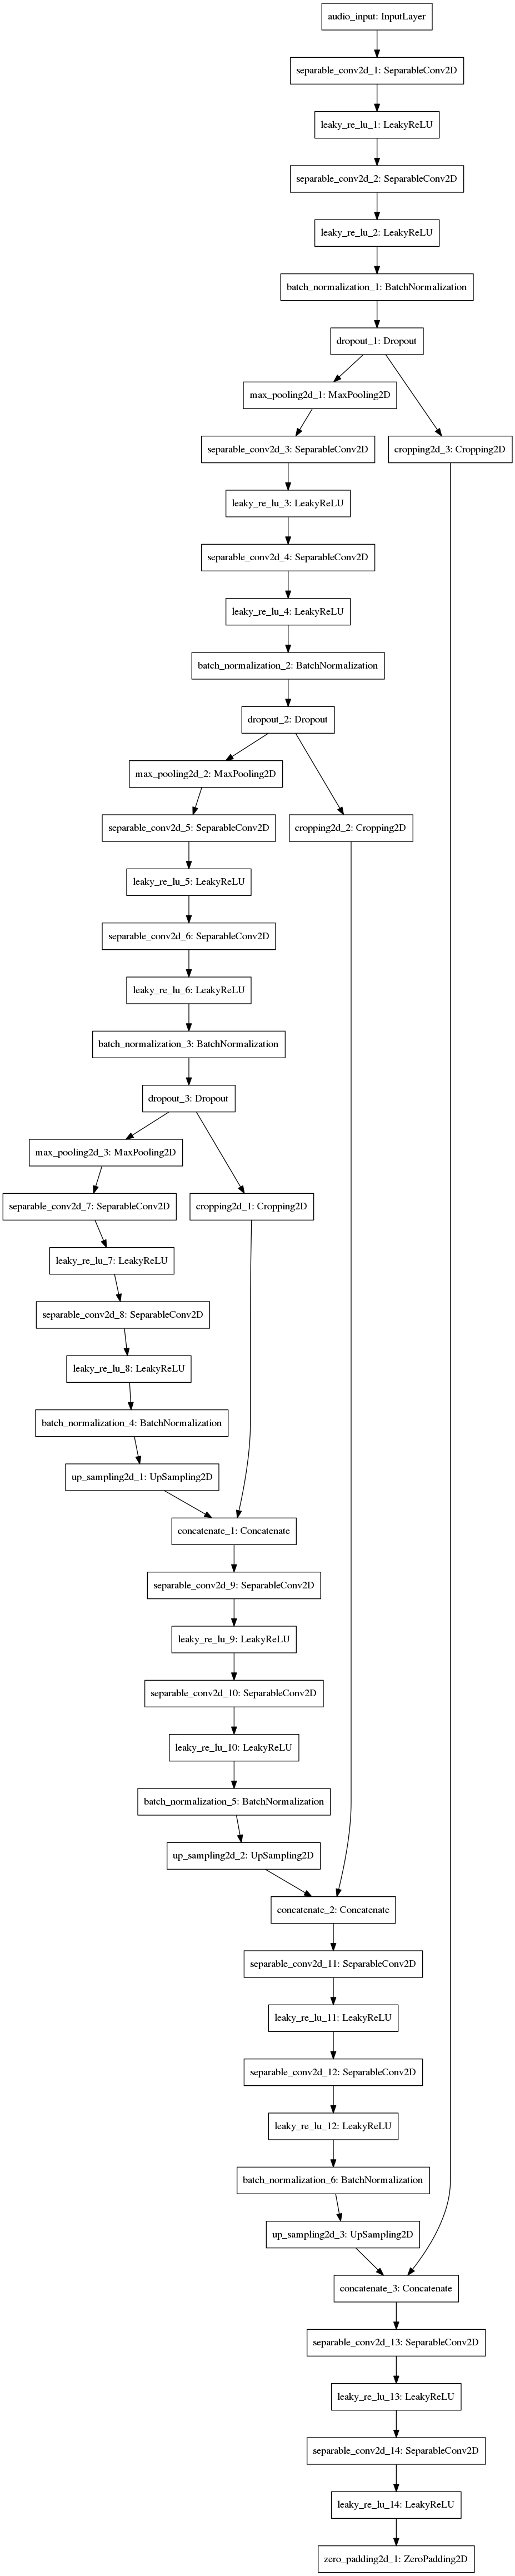 audio_input: InputLayer
separable_conv2d_1: SeparableConv2D
leaky_re_lu_1: LeakyReLU
separable_conv2d_2: SeparableConv2D
leaky_re_lu_2: LeakyReLU
batch_normalization_1: BatchNormalization
dropout_1: Dropout
max_pooling2d_1: MaxPooling2D
separable_conv2d_3: SeparableConv2D
cropping2d_3: Cropping2D
leaky_re_lu_3: LeakyReLU
separable_conv2d_4: SeparableConv2D
leaky_re_lu_4: LeakyReLU
batch_normalization_2: BatchNormalization
dropout_2: Dropout
max_pooling2d_2: MaxPooling2D
separable_conv2d_5: SeparableConv2D
cropping2d_2: Cropping2D
leaky_re_lu_5: LeakyReLU
separable_conv2d_6: SeparableConv2D
leaky_re_lu_6: LeakyReLU
batch_normalization_3: BatchNormalization
dropout_3: Dropout
max_pooling2d_3: MaxPooling2D
separable_conv2d_7: SeparableConv2D
cropping2d_1: Cropping2D
leaky_re_lu_7: LeakyReLU
separable_conv2d_8: SeparableConv2D
leaky_re_lu_8: LeakyReLU
batch_normalization_4: BatchNormalization
up_sampling2d_1: UpSampling2D
concatenate_1: Concatenate
separable_conv2d_9: SeparableConv2D
leaky_re_lu_9: LeakyReLU
separable_conv2d_10: SeparableConv2D
leaky_re_lu_10: LeakyReLU
batch_normalization_5: BatchNormalization
up_sampling2d_2: UpSampling2D
concatenate_2: Concatenate
separable_conv2d_11: SeparableConv2D
leaky_re_lu_11: LeakyReLU
separable_conv2d_12: SeparableConv2D
leaky_re_lu_12: LeakyReLU
batch_normalization_6: BatchNormalization
up_sampling2d_3: UpSampling2D
concatenate_3: Concatenate
separable_conv2d_13: SeparableConv2D
leaky_re_lu_13: LeakyReLU
separable_conv2d_14: SeparableConv2D
leaky_re_lu_14: LeakyReLU
zero_padding2d_1: ZeroPadding2D